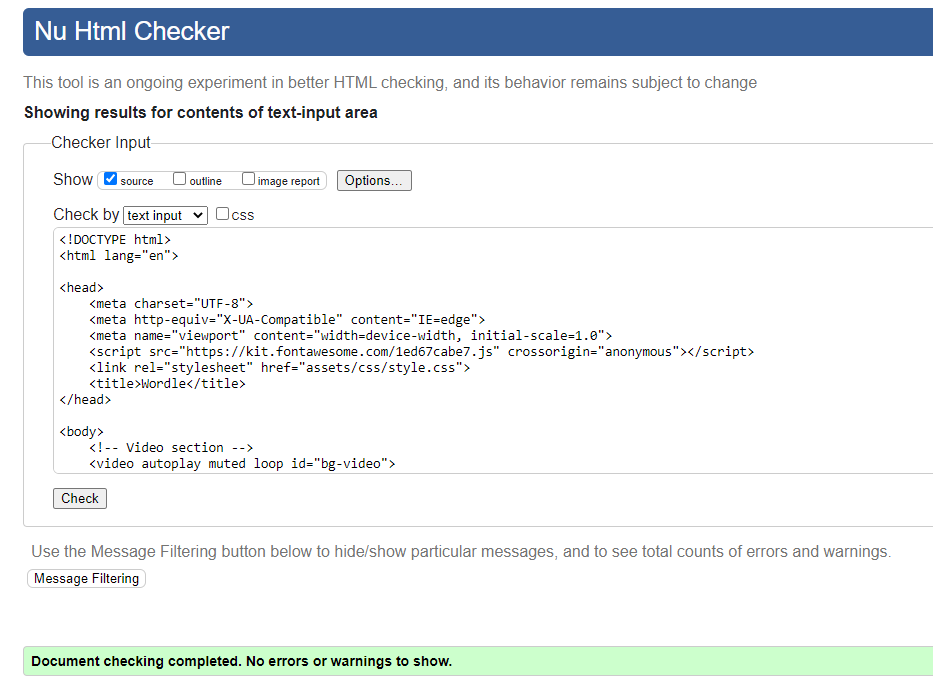 Nu Html Checker
This tool is an ongoing experiment in better HTML checking, and its behavior remains subject to change
Showing results for contents of text-input area
Checker Input
Show source outline image report Options...
Check by text input css
<!DOCTYPE html>
<html lang="en">
<head>
<meta charset="UTF-8">
<meta http-equiv="X-UA-Compatible" content="IE=edge">
<meta name="viewport" content="width=device-width, initial-scale=1.0">
<script src="https://kit.fontawesome.com/1ed67cabe7.js" crossorigin="anonymous"></script>
<link rel="stylesheet" href="assets/css/style.css">
<title>Wordle</title>
</head>
<body>
<!-- Video section -->
<video autoplay muted loop id="bg-video">
Check
Use the Message Filtering button below to hide/show particular messages, and to see total counts of errors and warnings.
Message Filtering
Document checking completed. No errors or warnings to show.